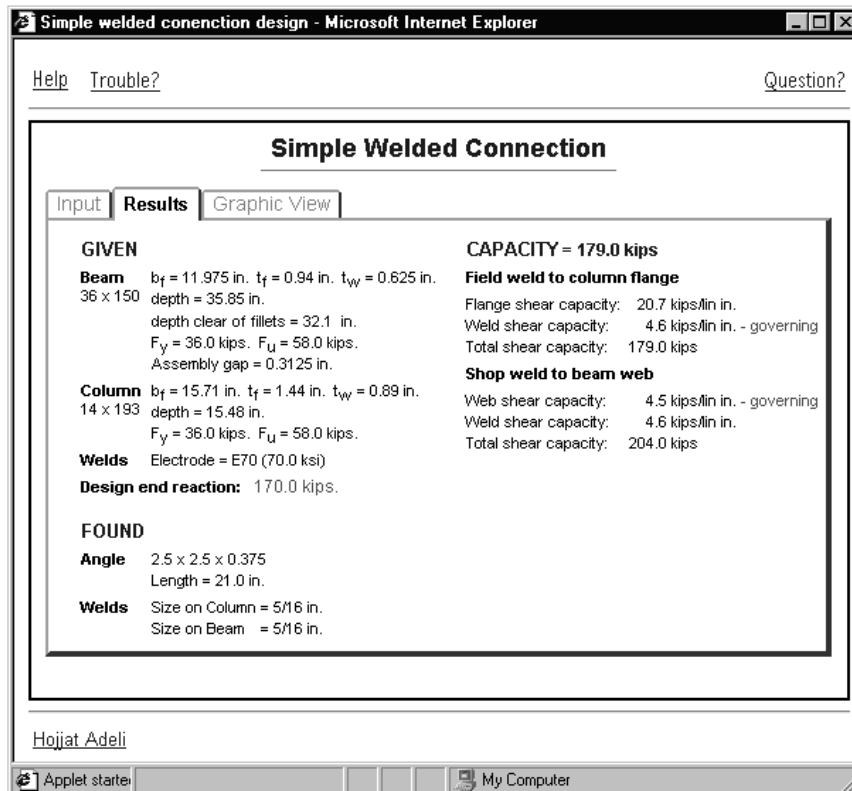 Simple welded conenction design - Microsoft Internet Explorer
Help Trouble? Question?
Simple Welded Connection
Input Results Graphic View
GIVEN
Beam bf = 11.975 in. tf = 0.94 in. tw = 0.625 in.
36 x 150 depth = 35.85 in.
depth clear of fillets = 32.1 in.
Fy = 36.0 kips. Fu = 58.0 kips.
Assembly gap = 0.3125 in.
Column bf = 15.71 in. tf = 1.44 in. tw = 0.89 in.
14 x 193 depth = 15.48 in.
Fy = 36.0 kips. Fu = 58.0 kips.
Welds Electrode = E70 (70.0 ksi)
Design end reaction: 170.0 kips.
FOUND
Angle 2.5 x 2.5 x 0.375
Length = 21.0 in.
Welds Size on Column = 5/16 in.
Size on Beam = 5/16 in.
CAPACITY = 179.0 kips
Field weld to column flange
Flange shear capacity: 20.7 kips/lin in.
Weld shear capacity: 4.6 kips/lin in. - governing
Total shear capacity: 179.0 kips
Shop weld to beam web
Web shear capacity: 4.5 kips/lin in. - governing
Weld shear capacity: 4.6 kips/lin in.
Total shear capacity: 204.0 kips
Hojjat Adeli
Applet starte My Computer